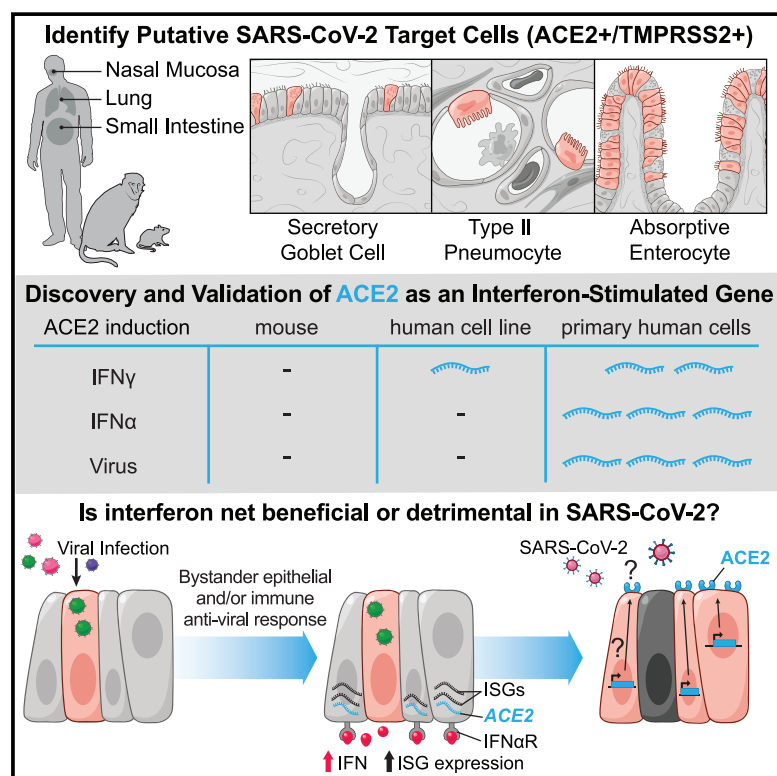 Identify Putative SARS-CoV-2 Target Cells (ACE2+/TMPRSS2+)
Nasal Mucosa
Lung
Small Intestine
Secretory
Goblet Cell
Type II
Pneumocyte
Absorptive
Enterocyte
Discovery and Validation of ACE2 as an Interferon-Stimulated Gene
ACE2 induction mouse human cell line primary human cells
IFNγ -
IFNα - -
Virus - -
Is interferon net beneficial or detrimental in SARS-CoV-2?
Viral Infection
Bystander epithelial
and/or immune
anti-viral response
ISGs
ACE2
IFNαR
IFN ISG expression
SARS-CoV-2
ACE2
?
?